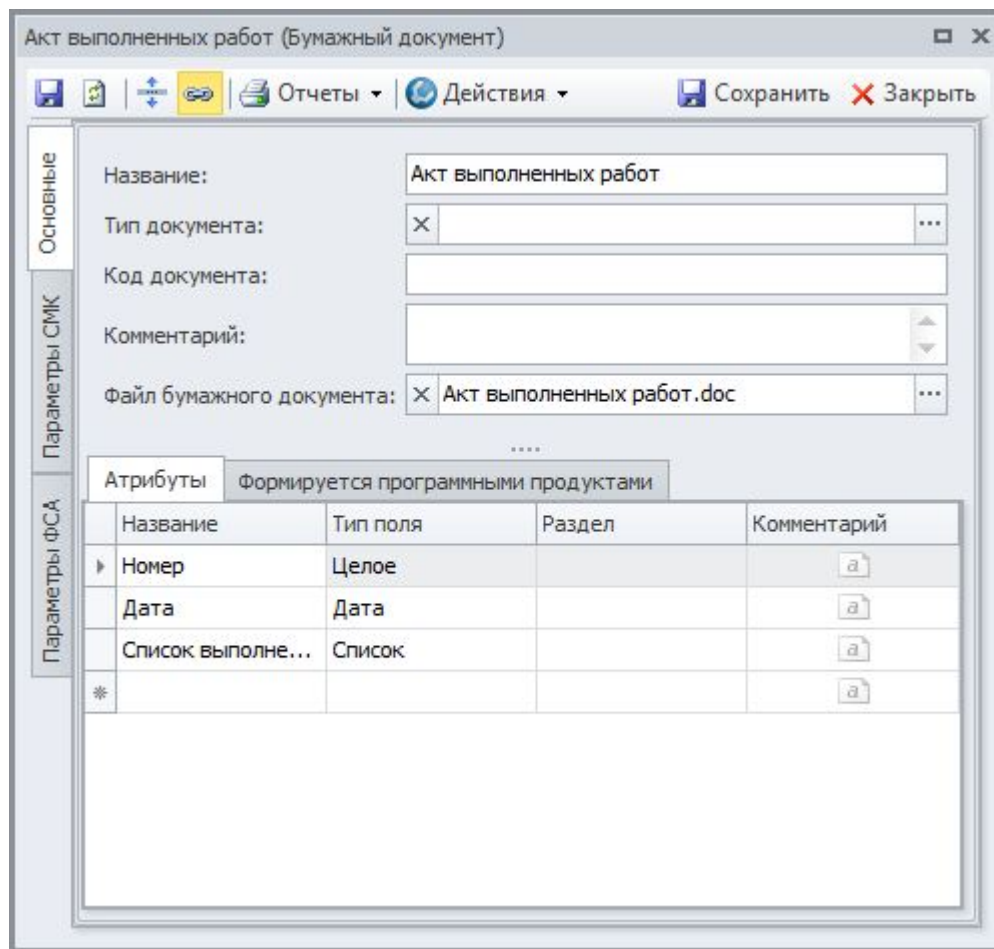 Акт выполненных работ (Бумажный документ)
Отчеты Действия Сохранить Закрыть
Основные
Параметры СМК
Параметры ФСА
Название: Акт выполненных работ
Тип документа:
Код документа:
Комментарий:
Файл бумажного документа: Акт выполненных работ.doc
Атрибуты Формируется программными продуктами
Название Тип поля Раздел Комментарий
Номер Целое a
Дата Дата a
Список выполне... Список a
a